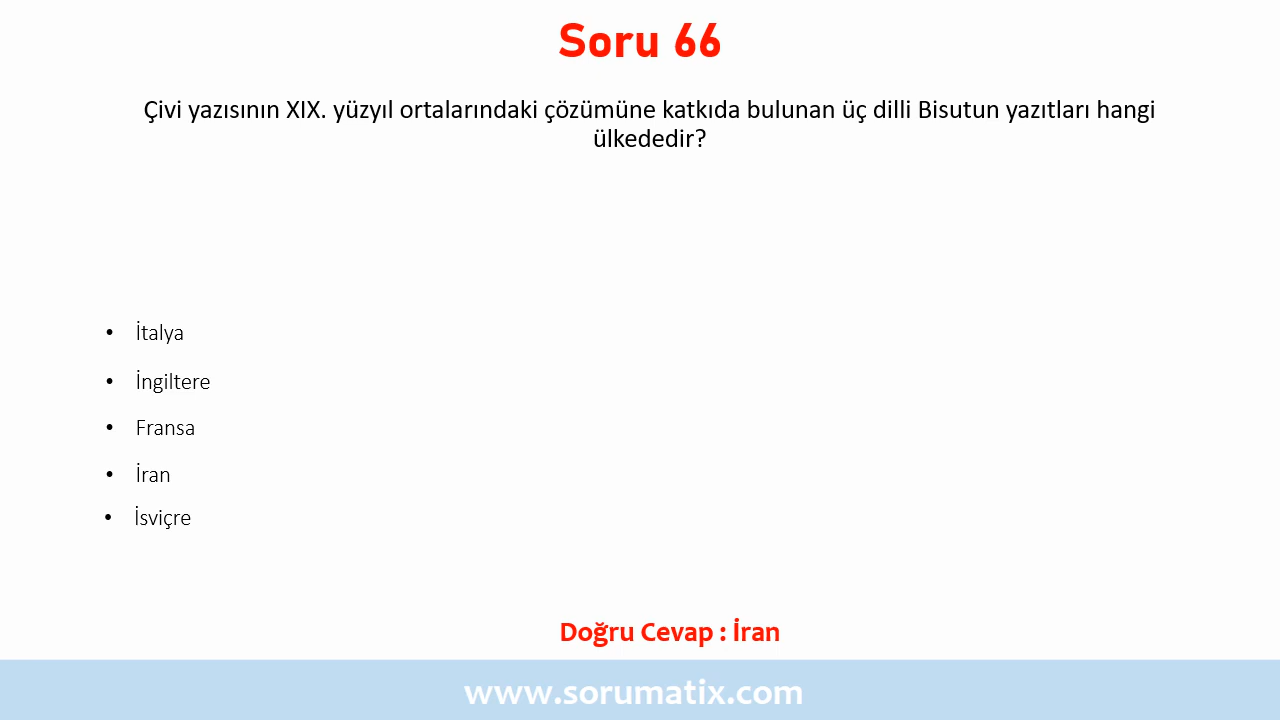 Soru 66
Çivi yazısının XIX. yüzyıl ortalarındaki çözümüne katkıda bulunan üç dilli Bisutun yazıtları hangi
ülkededir?
• İtalya
• İngiltere
• Fransa
• İran
• İsviçre
Doğru Cevap : İran
www.sorumatix.com